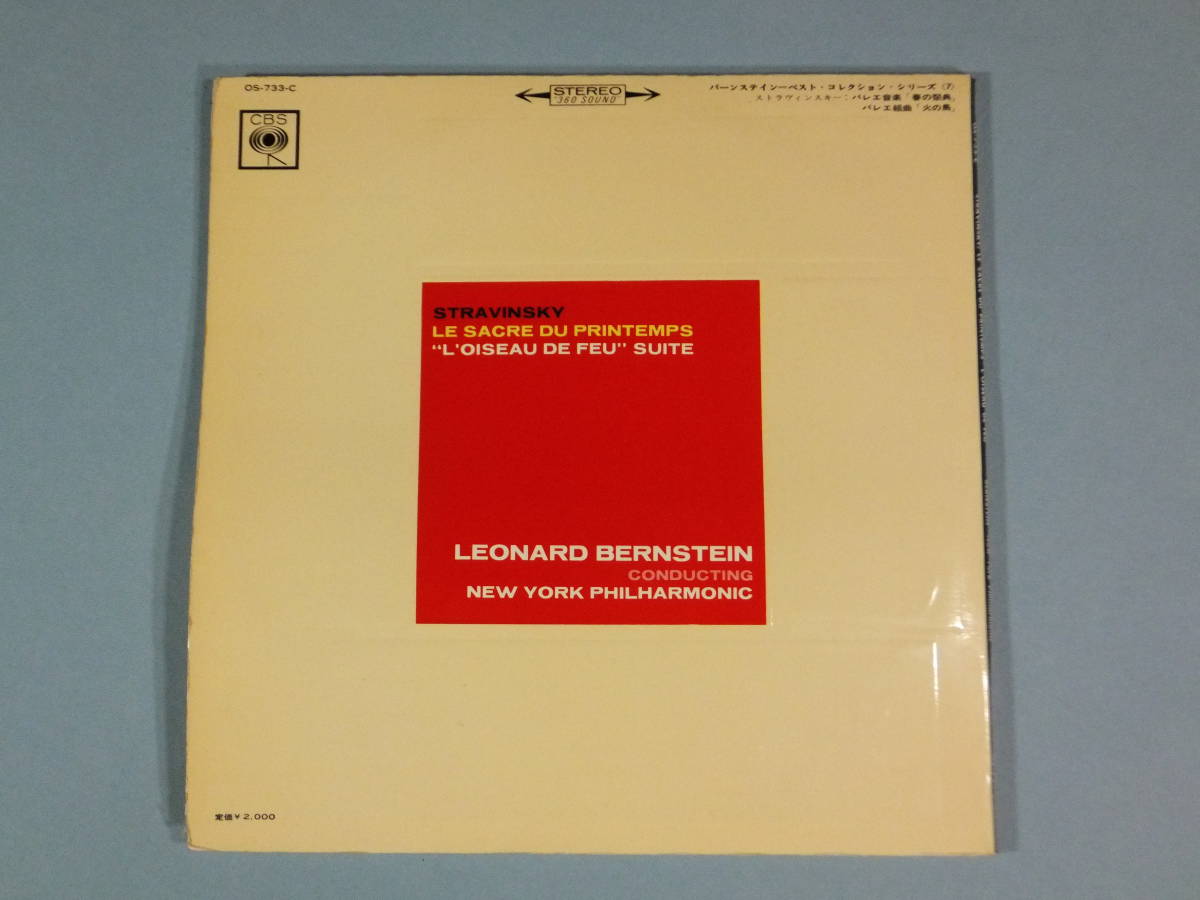 OS-733-C
CBS
STEREO
"360 SOUND"
バーンステイン－ベスト・コレクション・シリーズ (7)
ストラヴィンスキー：バレエ音楽「春の祭典」
バレエ組曲「火の鳥」
STRAVINSKY
LE SACRE DU PRINTEMPS
"L'OISEAU DE FEU" SUITE
LEONARD BERNSTEIN
CONDUCTING
NEW YORK PHILHARMONIC
定価￥2,000